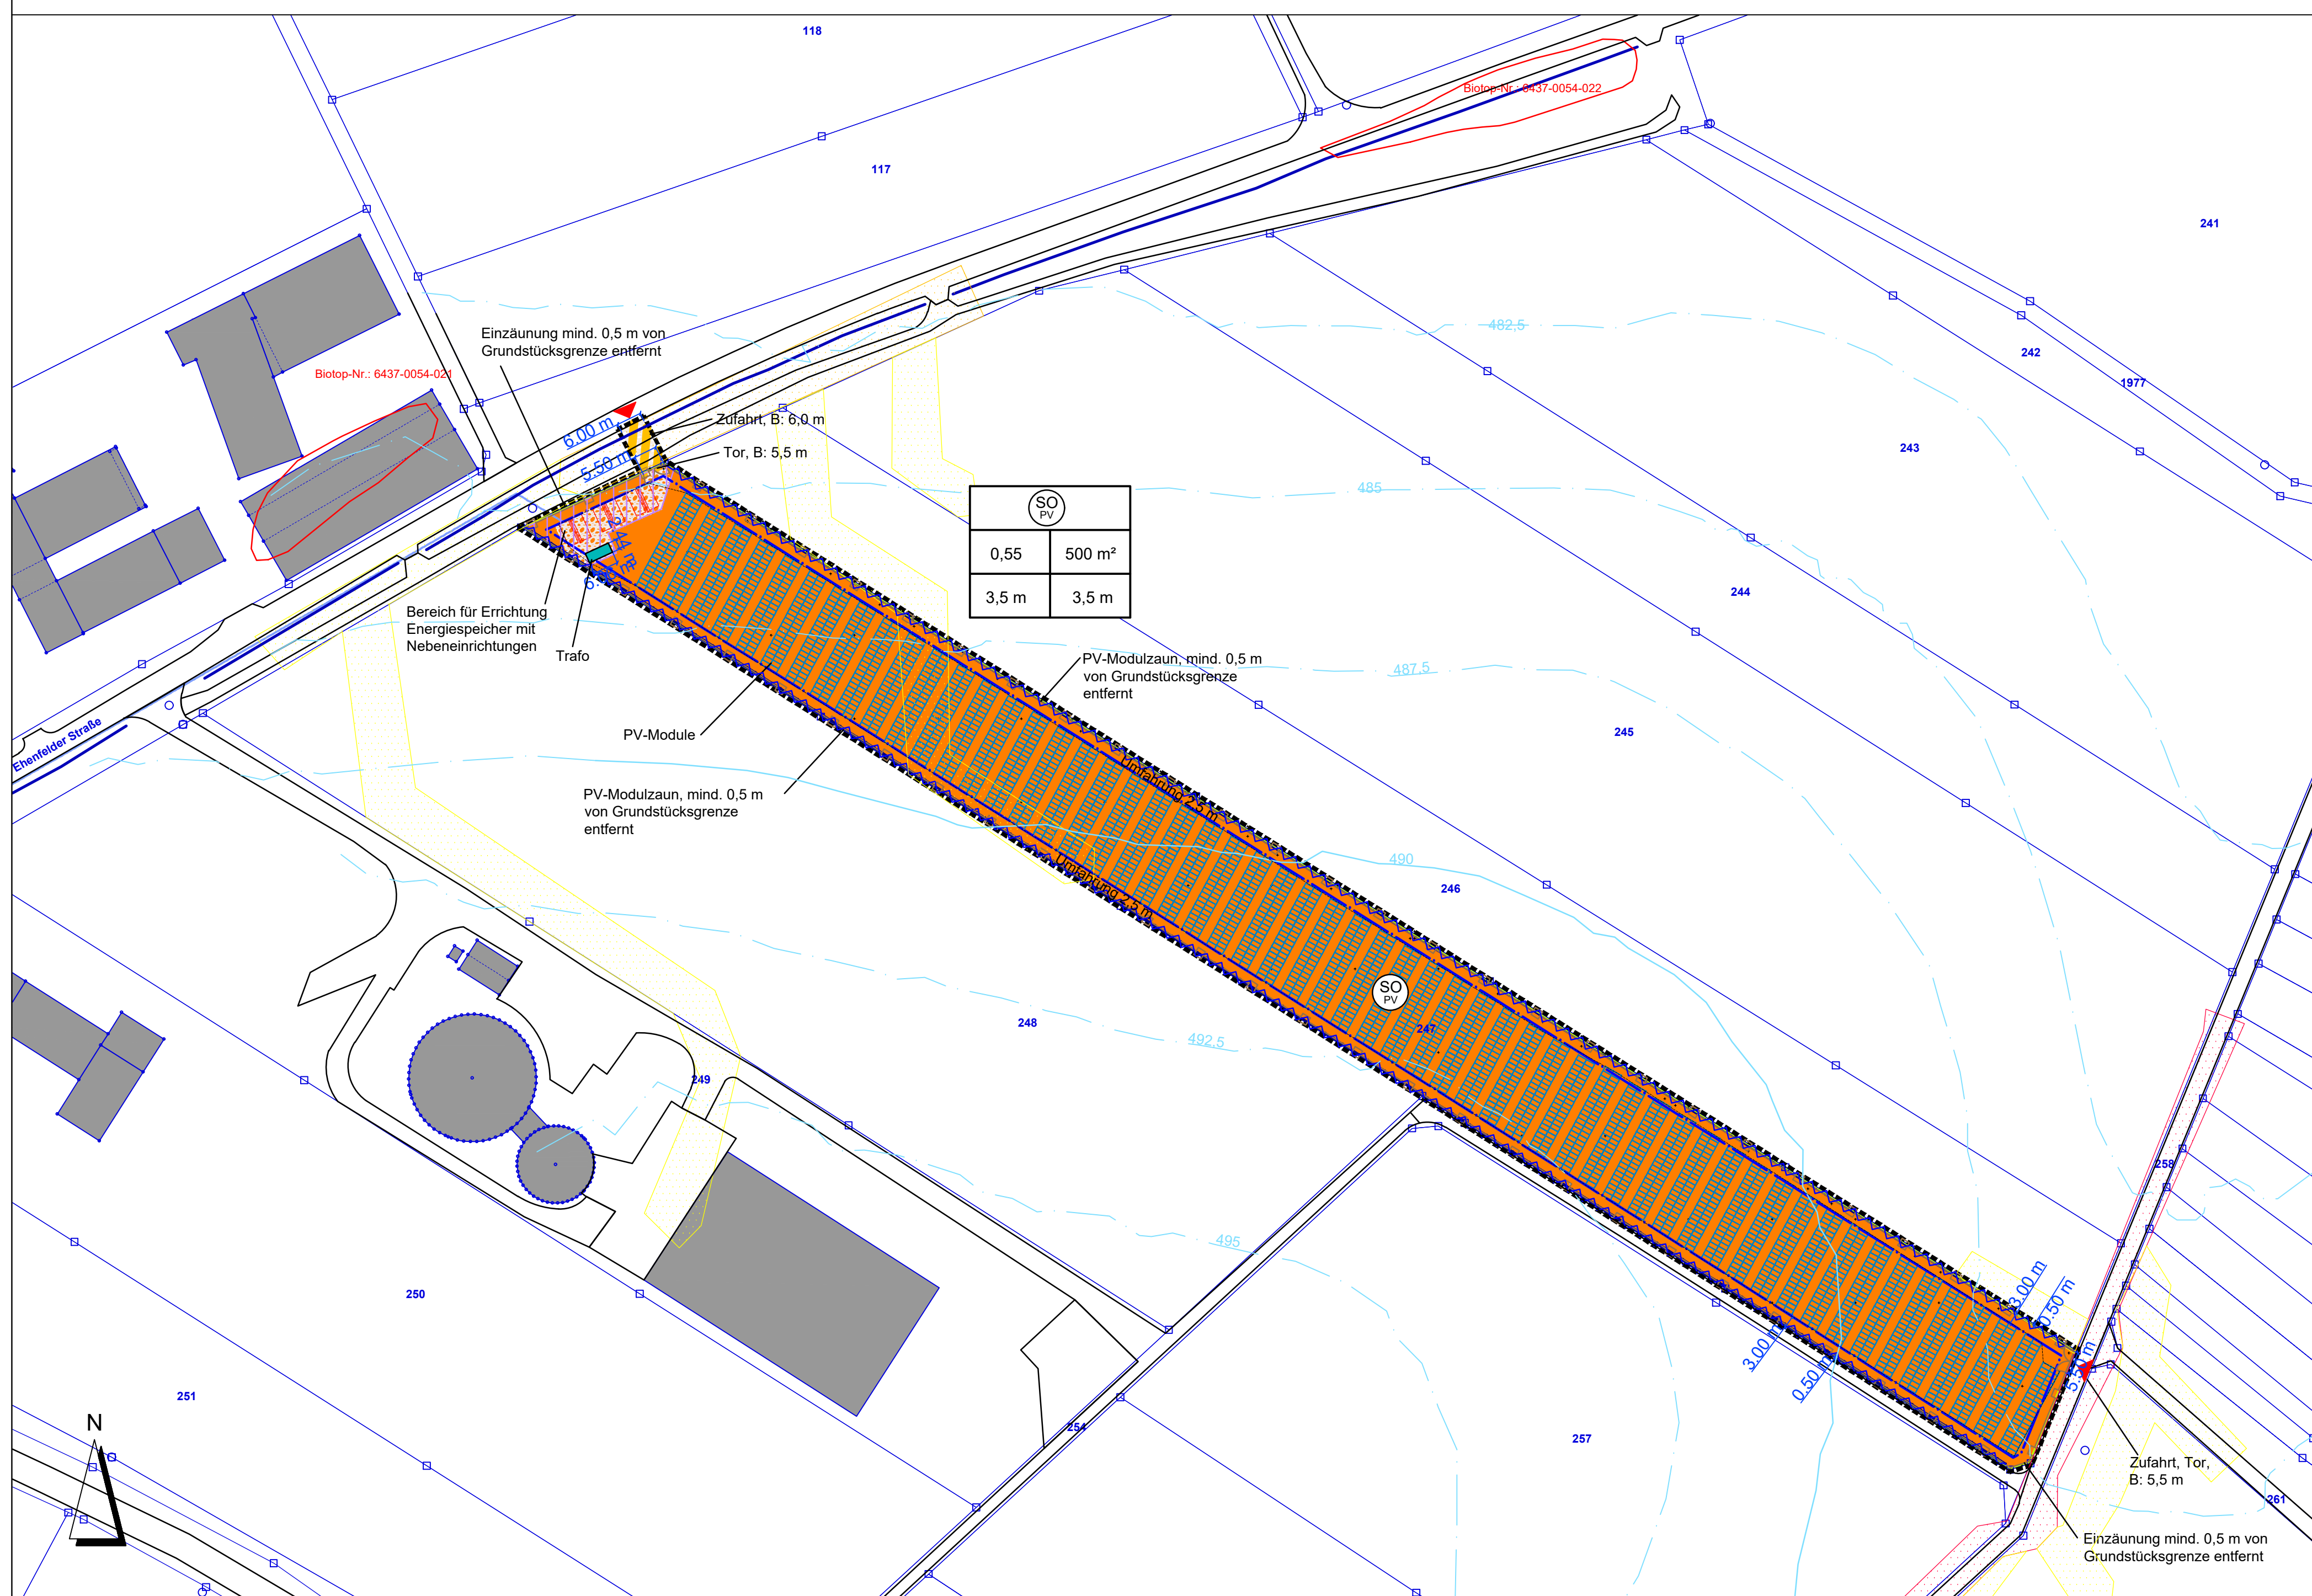 118
Biotop-Nr.: 6437-0054-022
117
241
482,5
Einzäunung mind. 0,5 m von
Grundstücksgrenze entfernt
242
1977
Biotop-Nr.: 6437-0054-021
Zufahrt, B: 6,0 m
6.00 m
243
Tor, B: 5,5 m
5.50 m
485
SO
PV
0,55 500 m²
3,5 m 3,5 m
244
Bereich für Errichtung
Energiespeicher mit
Nebeneinrichtungen
Trafo
PV-Modulzaun, mind. 0,5 m
von Grundstücksgrenze
entfernt
487,5
245
Ehenfelder Straße
PV-Module
Umfahrung 2,5 m
PV-Modulzaun, mind. 0,5 m
von Grundstücksgrenze
entfernt
490
246
Umfahrung 2,5 m
SO
PV
247
248
492,5
249
258
495
250
3.00 m
0.50 m
3.00 m
0.50 m
5.50 m
251
N
254
257
Zufahrt, Tor,
B: 5,5 m
261
Einzäunung mind. 0,5 m von
Grundstücksgrenze entfernt